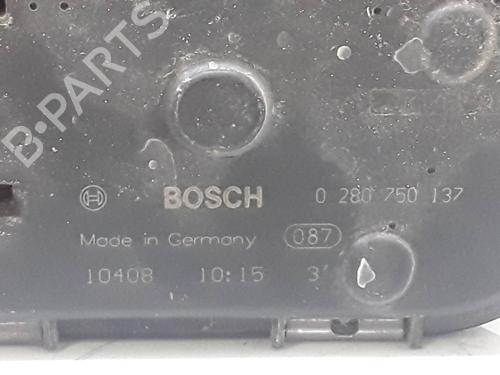 B-PARTS
BOSCH 0 280 750 137
Made in Germany 087
10408 10:15 3'